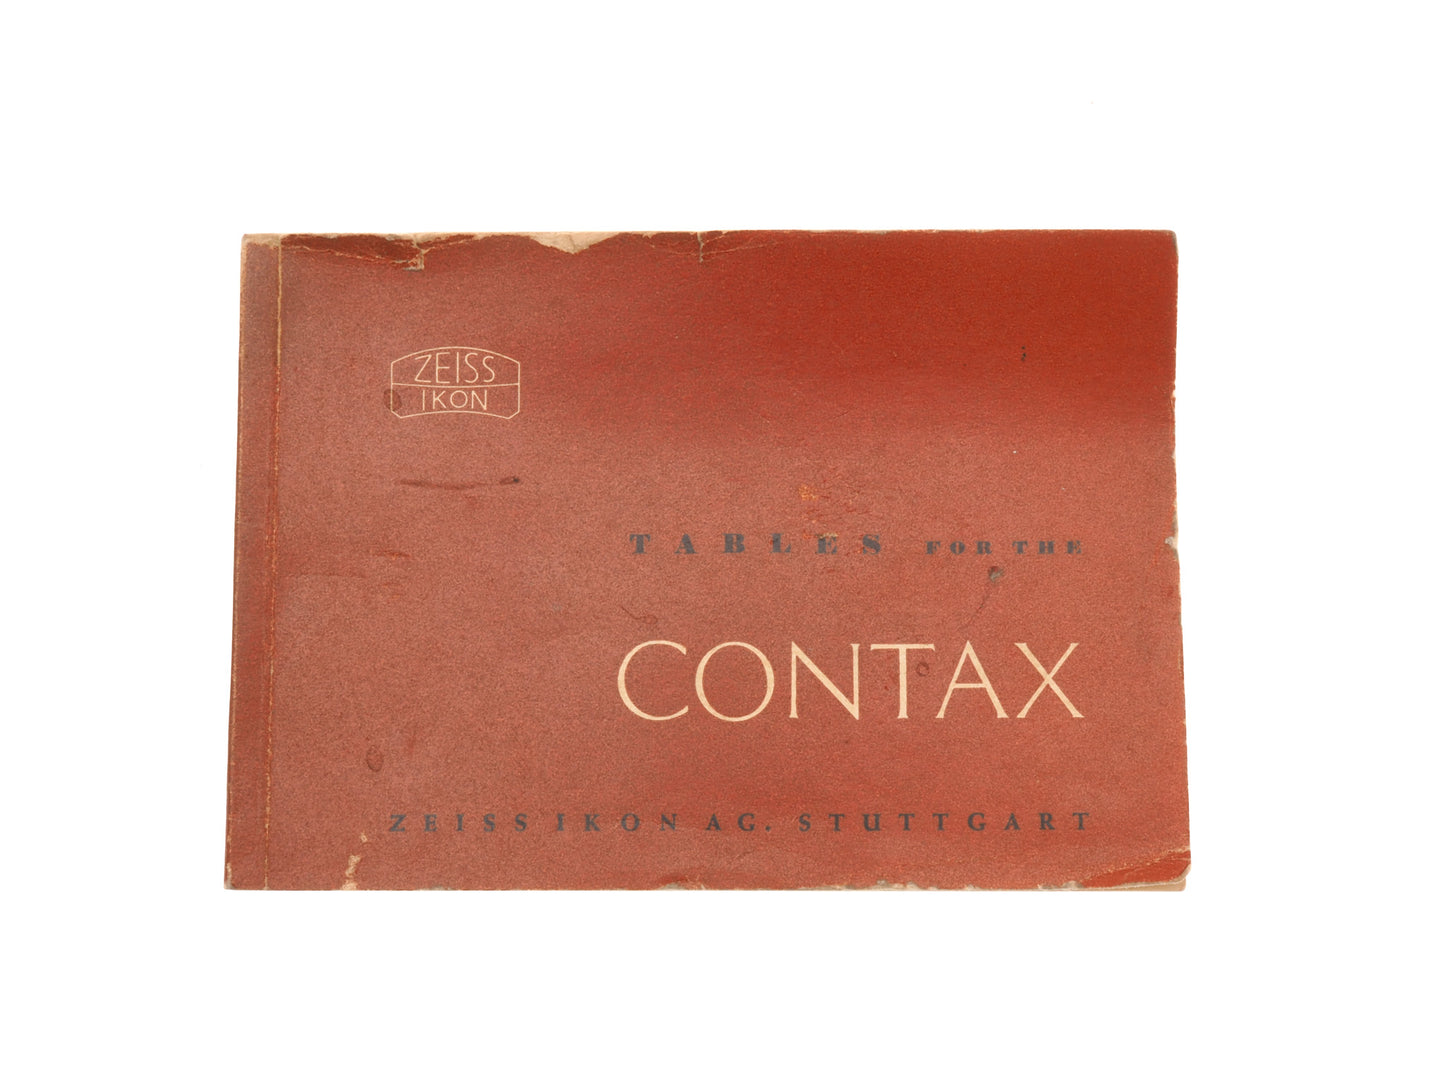 ZEISS
IKON
TABLES FOR THE
CONTAX
ZEISS IKON AG. STUTTGART